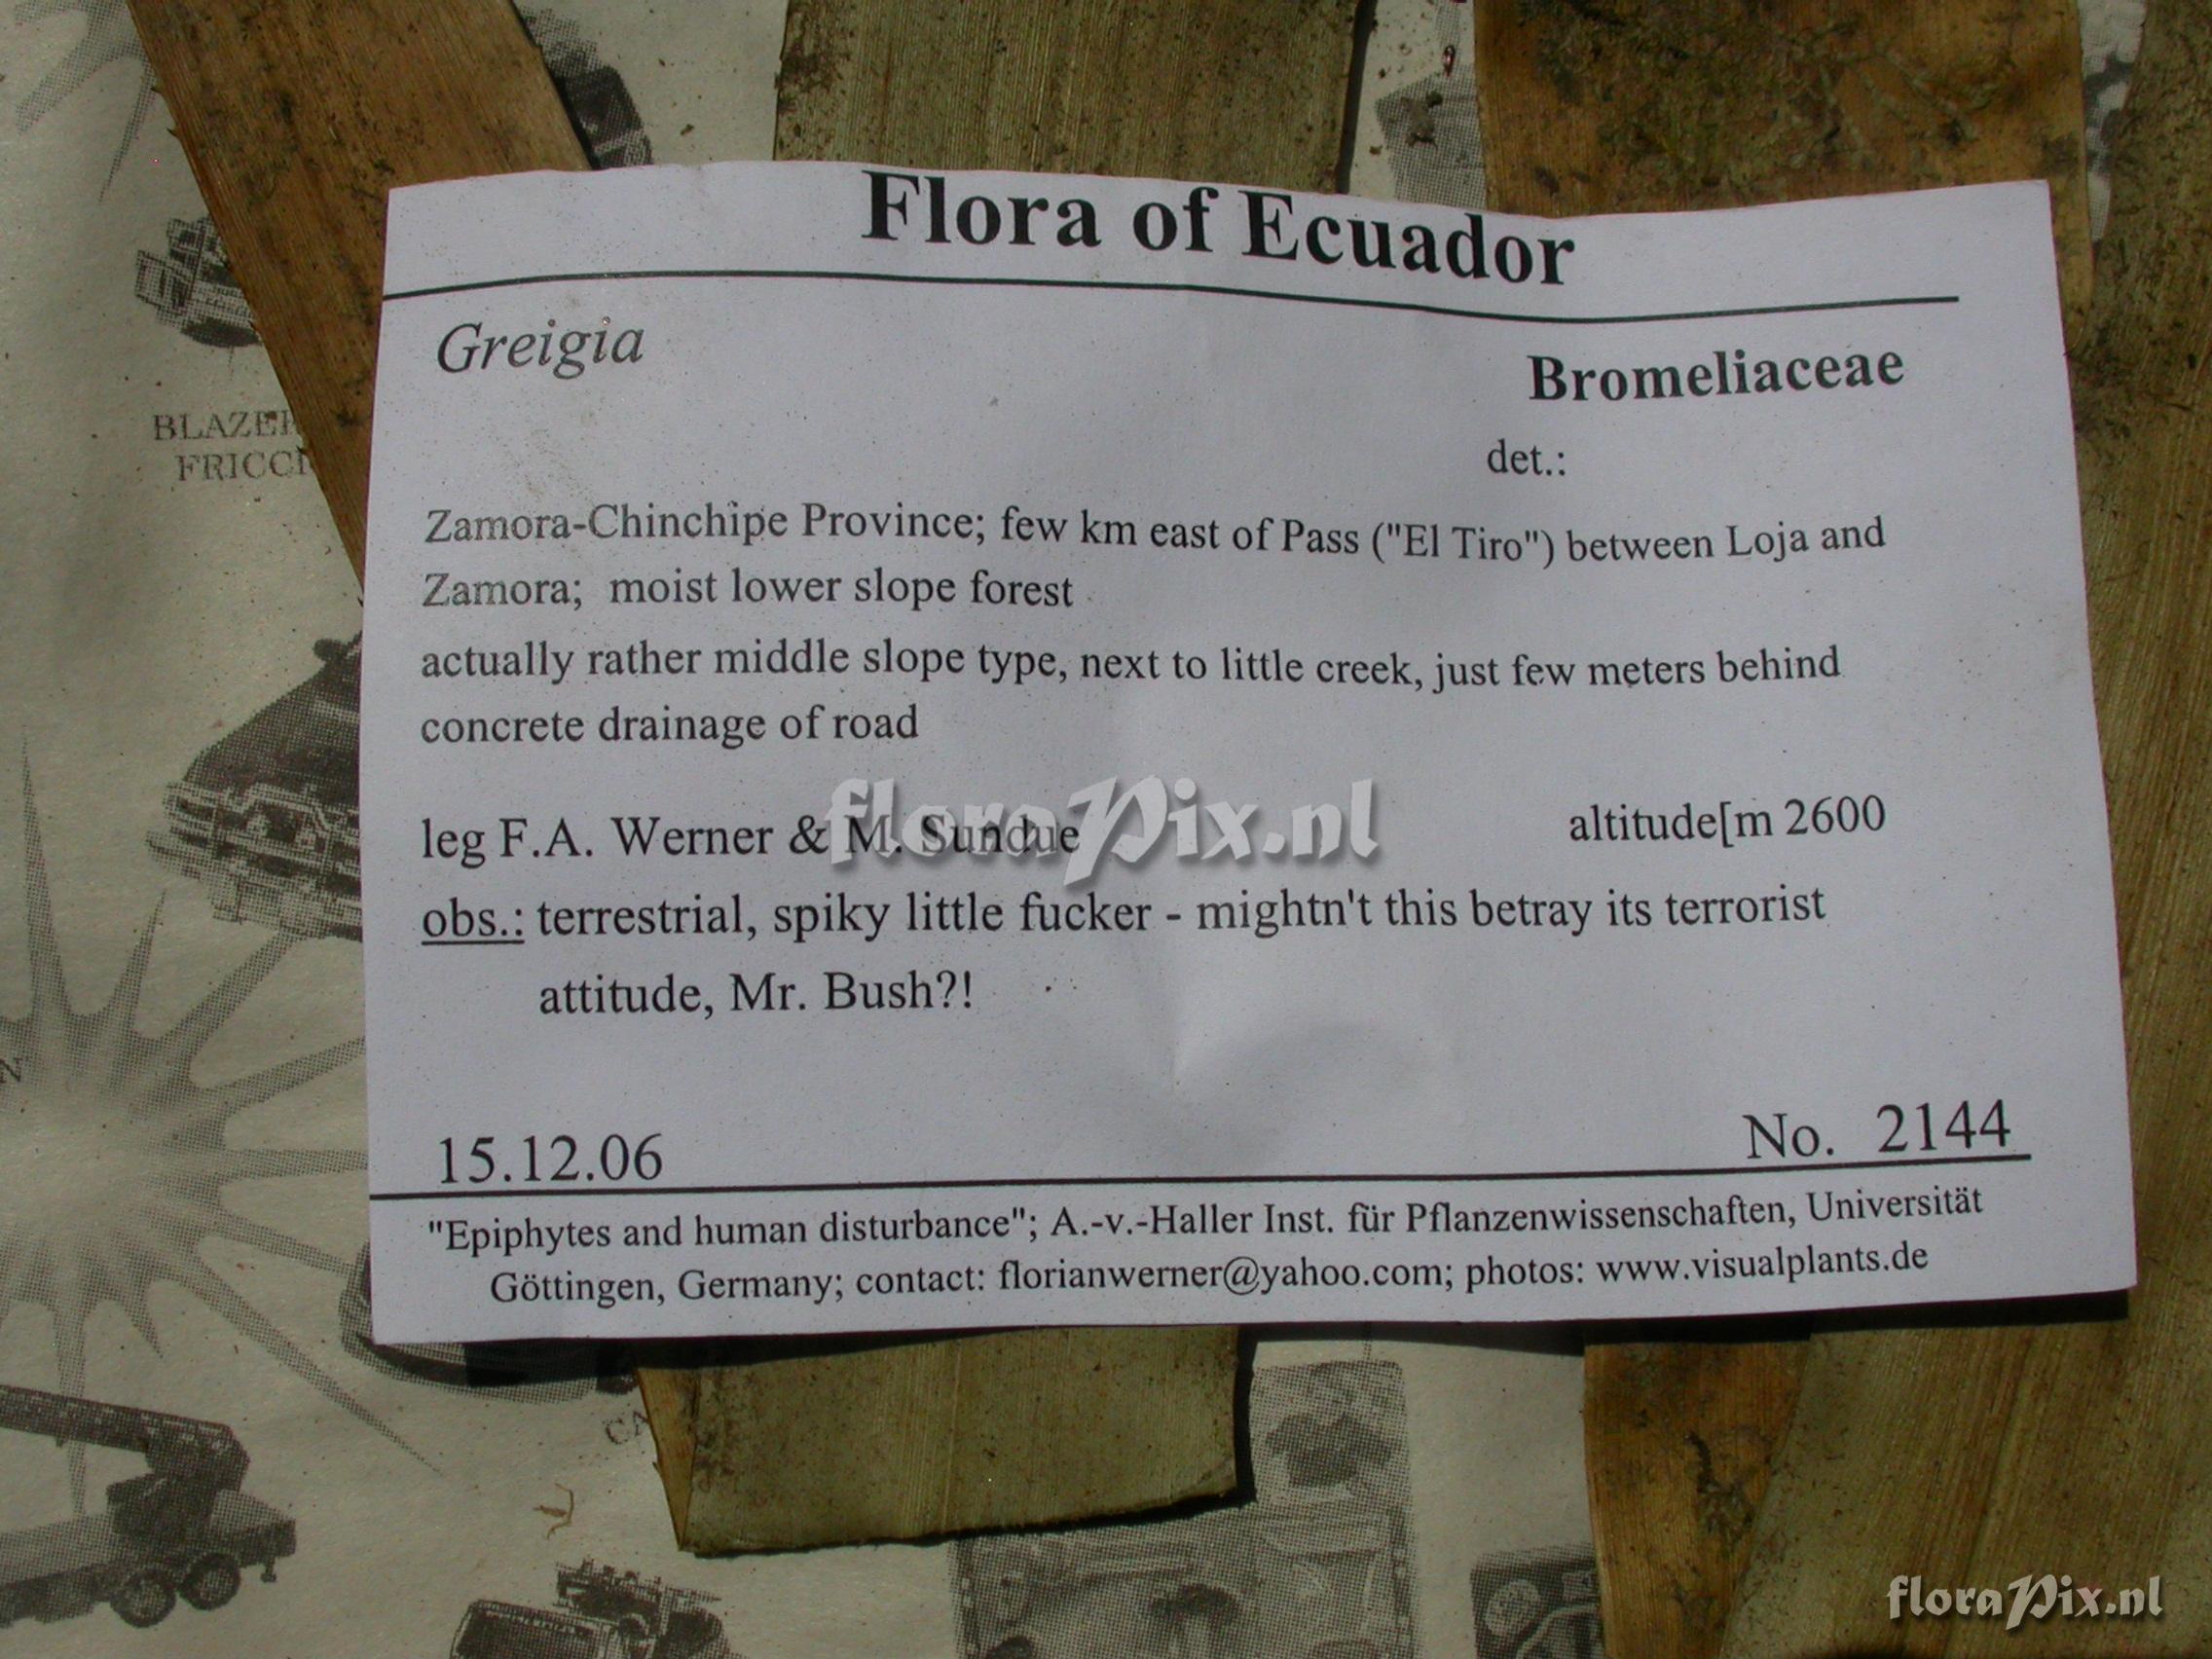 Flora of Ecuador
Greigia
Bromeliaceae
det.:
Zamora-Chinchipe Province; few km east of Pass ("El Tiro") between Loja and
Zamora; moist lower slope forest
actually rather middle slope type, next to little creek, just few meters behind
concrete drainage of road
leg F.A. Werner & M. Sundue
altitude[m 2600
obs.: terrestrial, spiky little fucker - mightn't this betray its terrorist
attitude, Mr. Bush?!
15.12.06
No. 2144
"Epiphytes and human disturbance"; A.-v.-Haller Inst. für Pflanzenwissenschaften, Universität
Göttingen, Germany; contact: florianwerner@yahoo.com; photos: www.visualplants.de
BLAZER
floraPix.nl
floraPix.nl